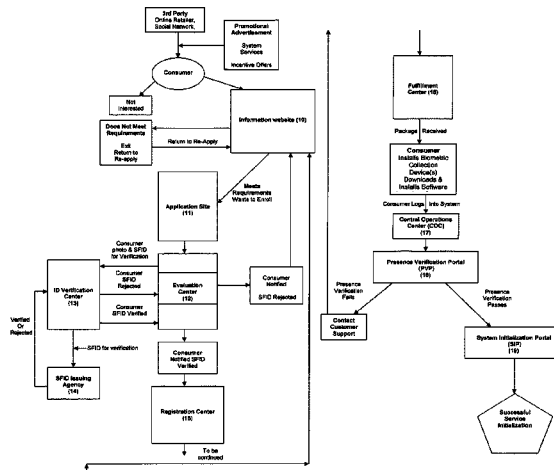 3rd Party
Online Retailer,
Social Network,
Promotional
Advertisement
System
Services
Incentive Offers
Consumer
Not
Interested
Does Not Meet
Requirements
Exit
Return to
Re-apply
Return to Re-Apply
Information website (10)
Meets
Requirements
Wants to Enroll
Application Site
(11)
Consumer
photo & SFID
for Verification
Consumer
SFID
Rejected
Consumer
SFID Verified
ID Verification
Center
(13)
Evaluation
Center
(12)
Consumer
Notified
SFID Rejected
Verified
Or
Rejected
SFID for verification
SFID Issuing
Agency
(14)
Consumer
Notified SFID
Verified
Registration Center
(15)
To be
continued
Fulfillment
Center (16)
Package Received
Consumer
Installs Biometric
Collection
Device(s)
Downloads &
Installs Software
Consumer Logs Into System
Central Operations
Center (COC)
(17)
Presence Verification Portal
(PVP)
Presence
Verification
Fails
Presence
Verification
Passes
Contact
Customer
Support
System Initialization Portal
(SIP)
(19)
Successful
Service
Initialization